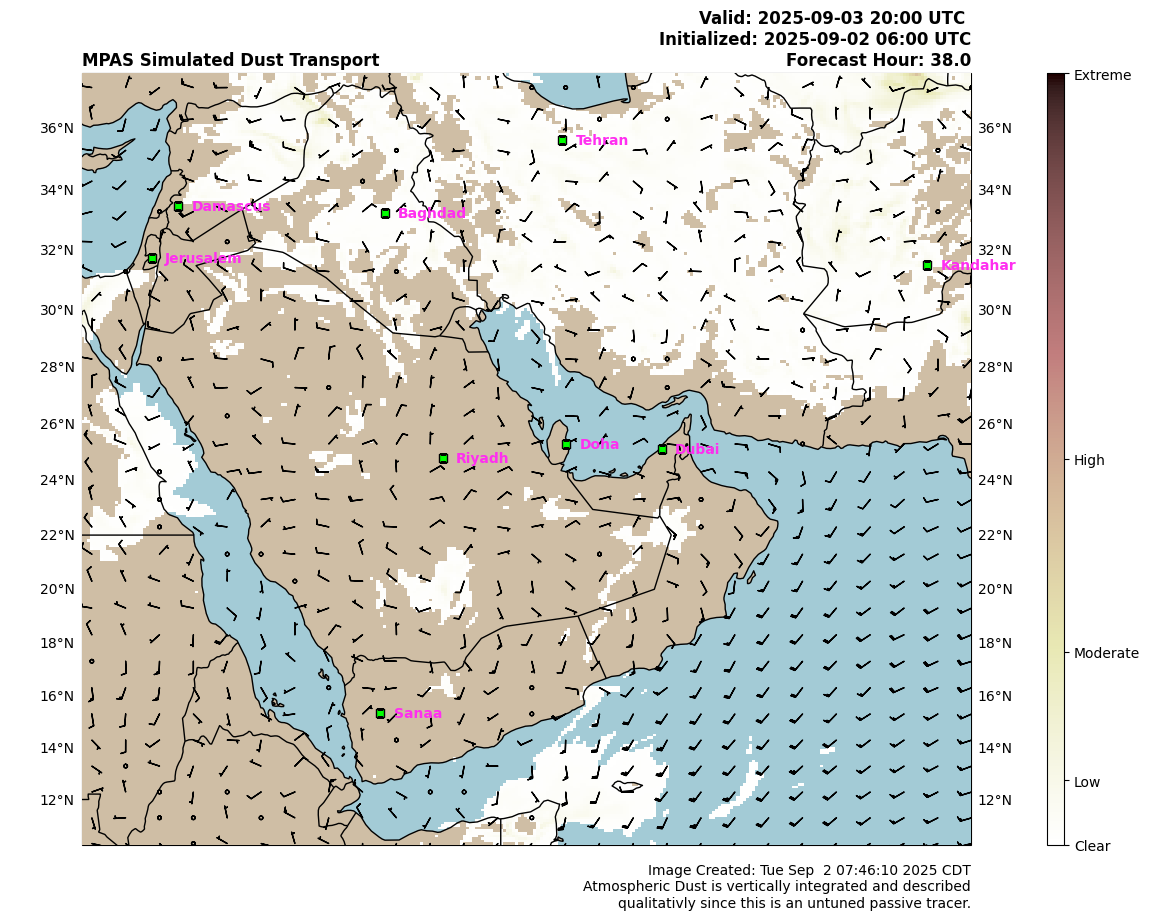 Valid: 2025-09-03 20:00 UTC
Initialized: 2025-09-02 06:00 UTC
MPAS Simulated Dust Transport Forecast Hour: 38.0
Extreme
36°N 36°N
Tehran
34°N 34°N
Damascus
Baghdad
32°N 32°N
Jerusalem
Kandahar
30°N 30°N
28°N 28°N
26°N 26°N
Doha
Dubai
Riyadh
High
24°N 24°N
22°N 22°N
20°N 20°N
18°N 18°N
Moderate
16°N 16°N
Sanaa
14°N 14°N
Low
12°N 12°N
Clear
Image Created: Tue Sep  2 07:46:10 2025 CDT
Atmospheric Dust is vertically integrated and described
qualitativly since this is an untuned passive tracer.